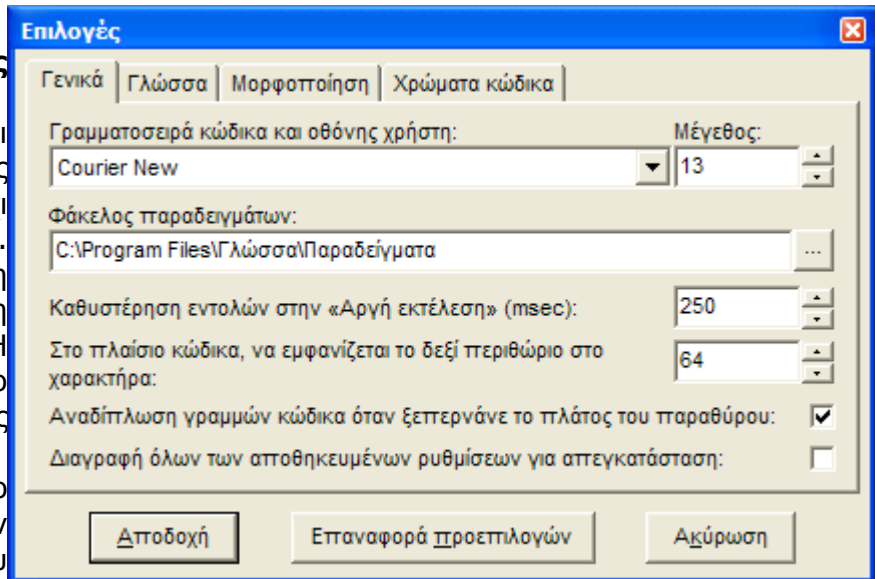 Επιλογές
Γενικά Γλώσσα Μορφοποίηση Χρώματα κώδικα
Γραμματοσειρά κώδικα και οθόνης χρήστη: Μέγεθος:
Courier New 13
Φάκελος παραδειγμάτων:
C:\Program Files\Γλώσσα\Παραδείγματα ...
Καθυστέρηση εντολών στην «Αργή εκτέλεση» (msec): 250
Στο πλαίσιο κώδικα, να εμφανίζεται το δεξί περιθώριο στο
χαρακτήρα: 64
Αναδίπλωση γραμμών κώδικα όταν ξεπερνάνε το πλάτος του παραθύρου:
Διαγραφή όλων των αποθηκευμένων ρυθμίσεων για απεγκατάσταση:
Αποδοχή Επαναφορά προεπιλογών Ακύρωση